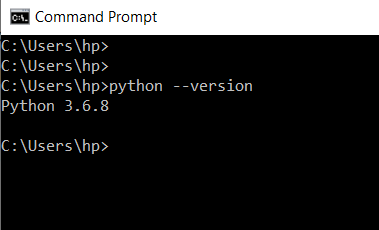 Command Prompt
C:\Users\hp>
C:\Users\hp>
C:\Users\hp>python --version
Python 3.6.8
C:\Users\hp>